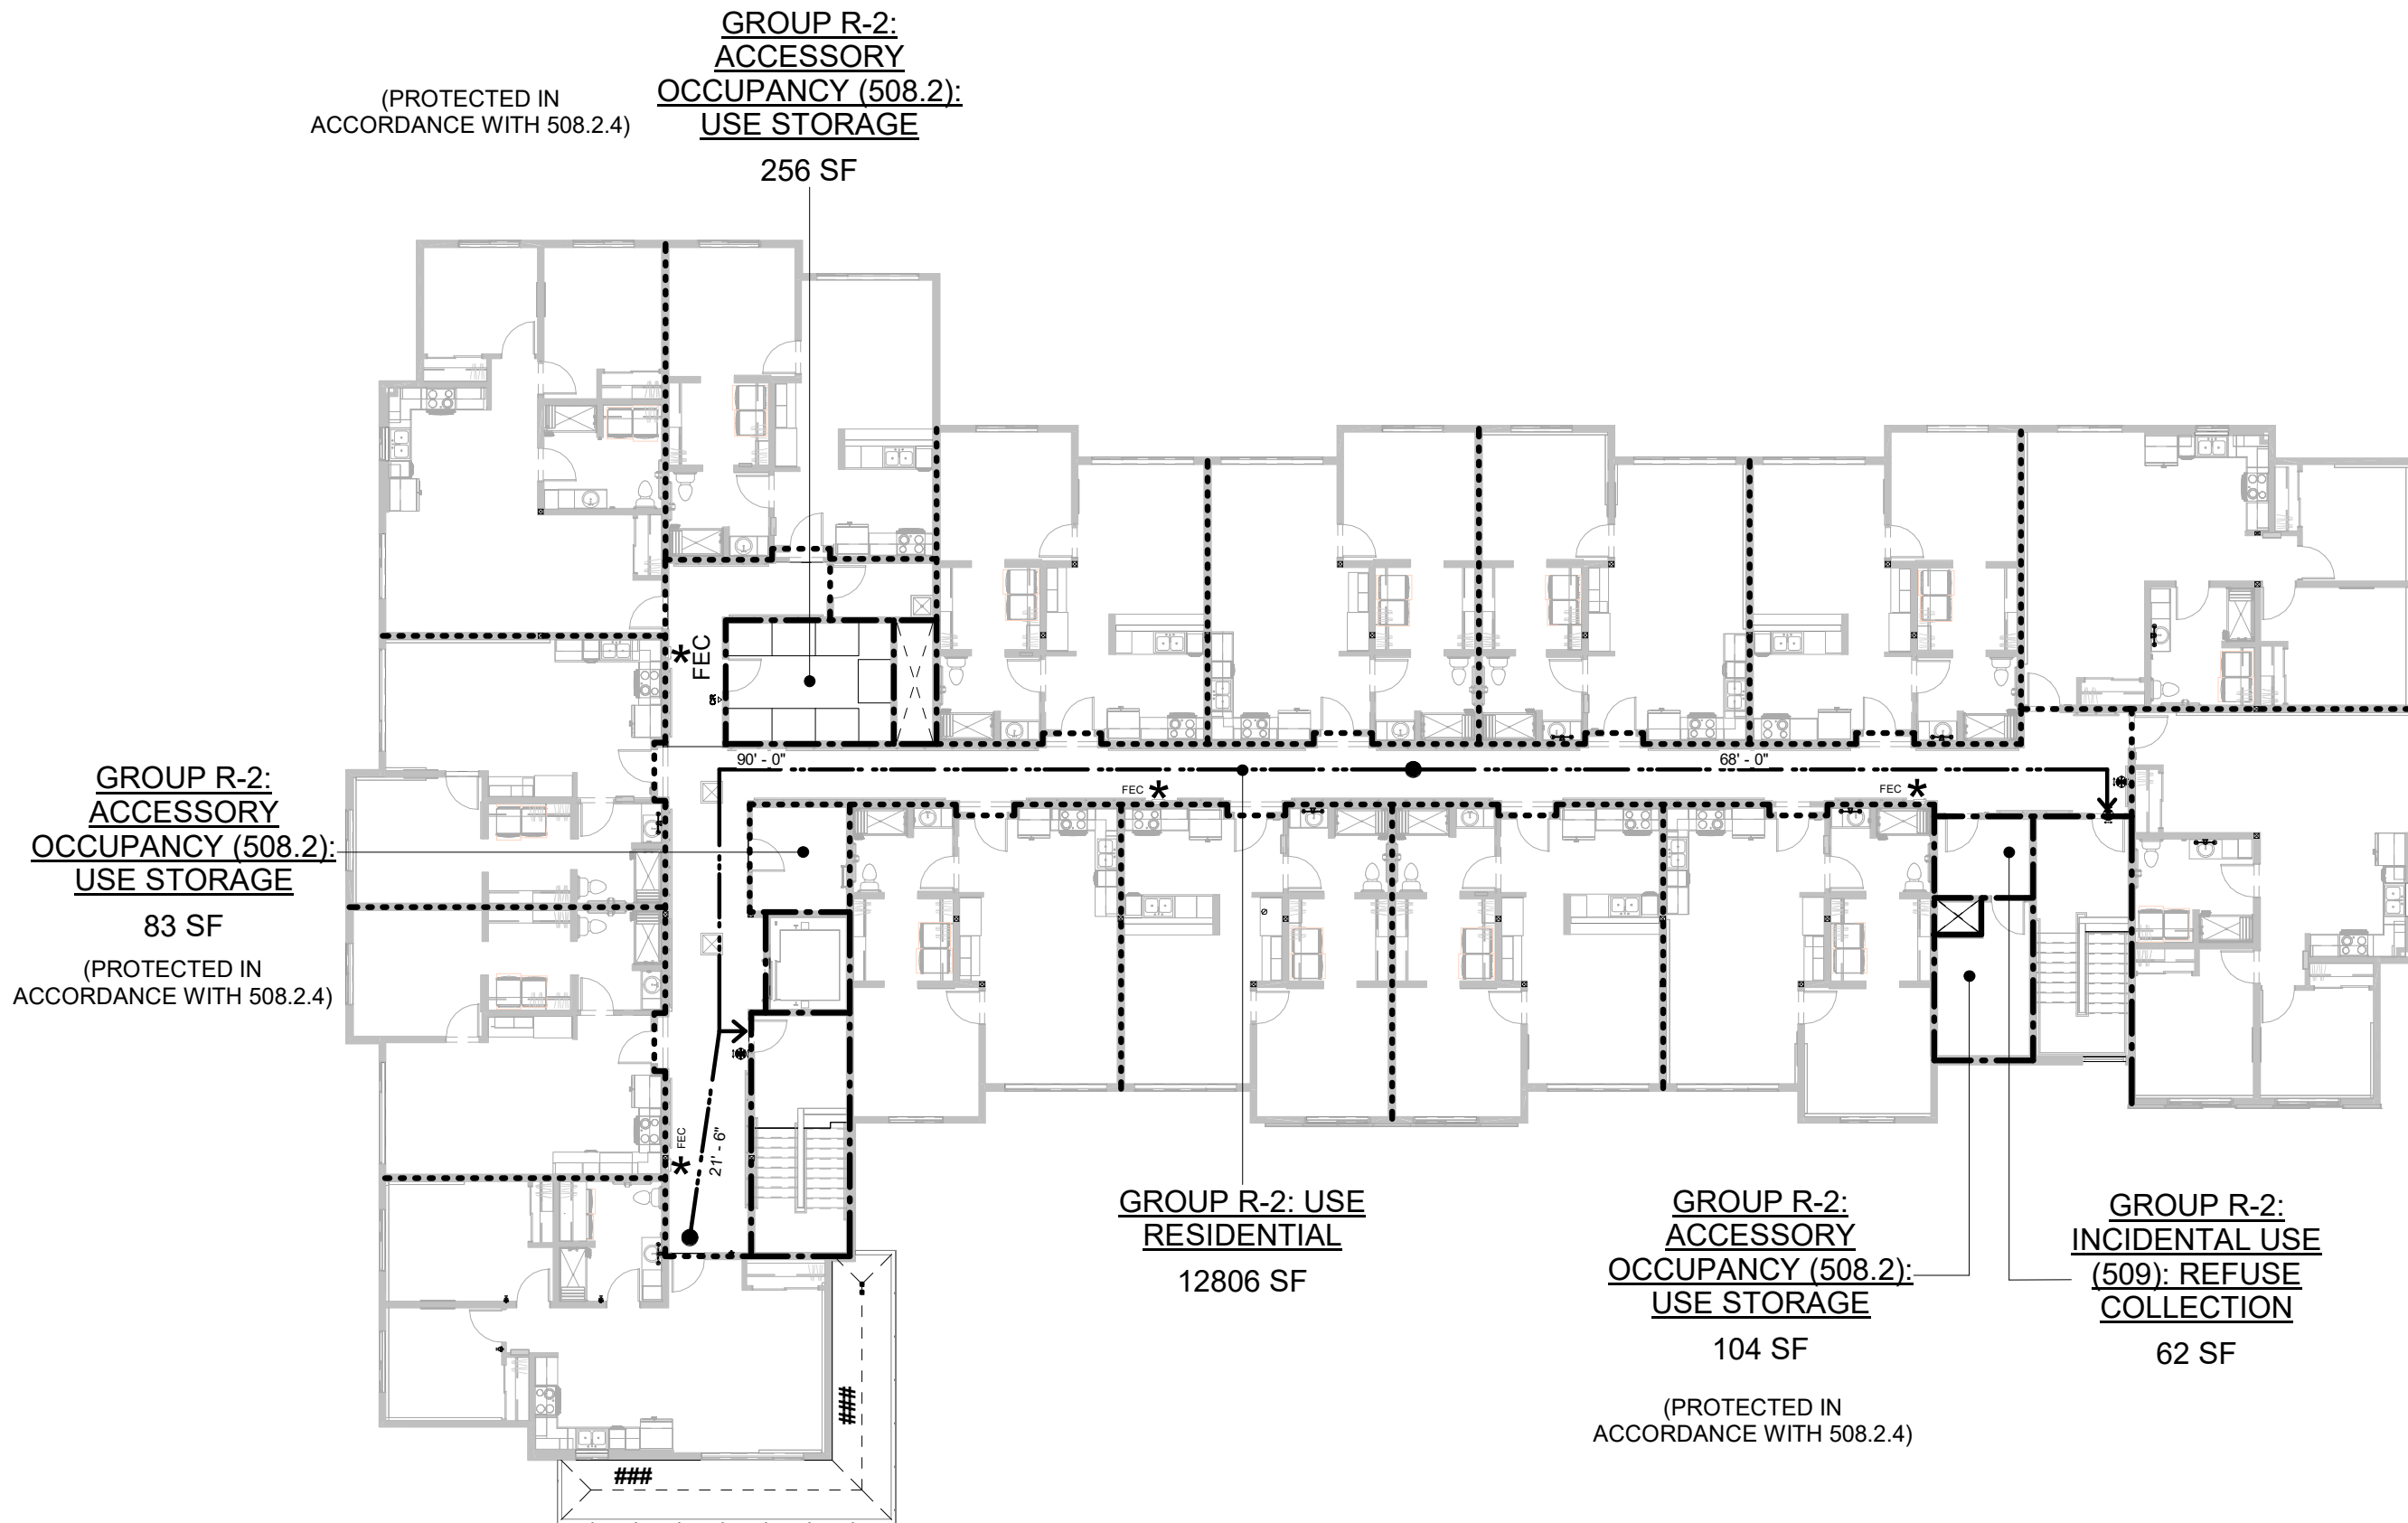 GROUP R-2:
ACCESSORY
OCCUPANCY (508.2):
USE STORAGE
256 SF
(PROTECTED IN
ACCORDANCE WITH 508.2.4)
* FEC
CR
90' - 0"
68' - 0"
FEC *
FEC *
GROUP R-2:
ACCESSORY
OCCUPANCY (508.2):
USE STORAGE
83 SF
(PROTECTED IN
ACCORDANCE WITH 508.2.4)
* FEC
21' - 6"
GROUP R-2: USE
RESIDENTIAL
12806 SF
GROUP R-2:
ACCESSORY
OCCUPANCY (508.2):
USE STORAGE
104 SF
(PROTECTED IN
ACCORDANCE WITH 508.2.4)
GROUP R-2:
INCIDENTAL USE
(509): REFUSE
COLLECTION
62 SF
###
###